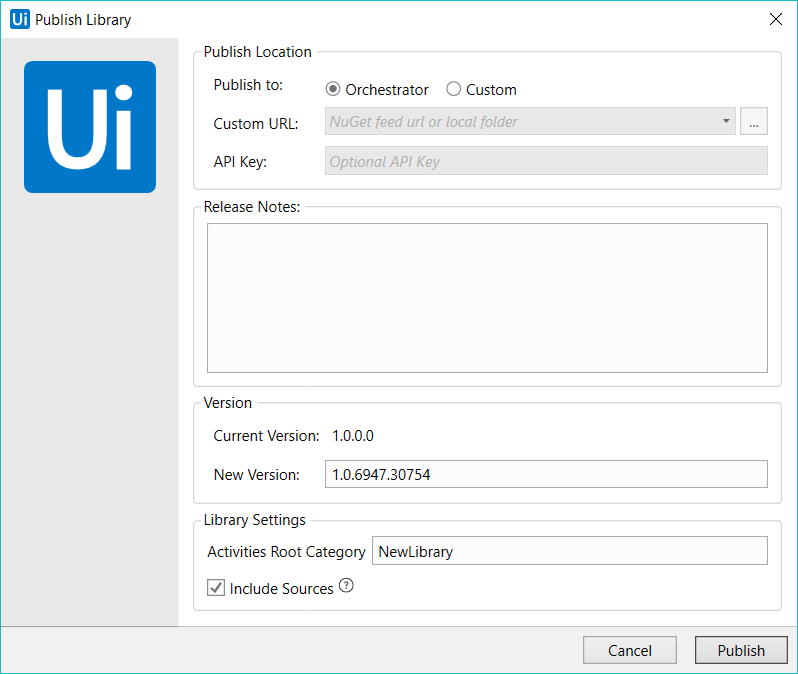 Ui Publish Library
Ui
Publish Location
Publish to: Orchestrator Custom
Custom URL: NuGet feed url or local folder ...
API Key: Optional API Key
Release Notes:
Version
Current Version: 1.0.0.0
New Version: 1.0.6947.30754
Library Settings
Activities Root Category NewLibrary
Include Sources ?
Cancel Publish